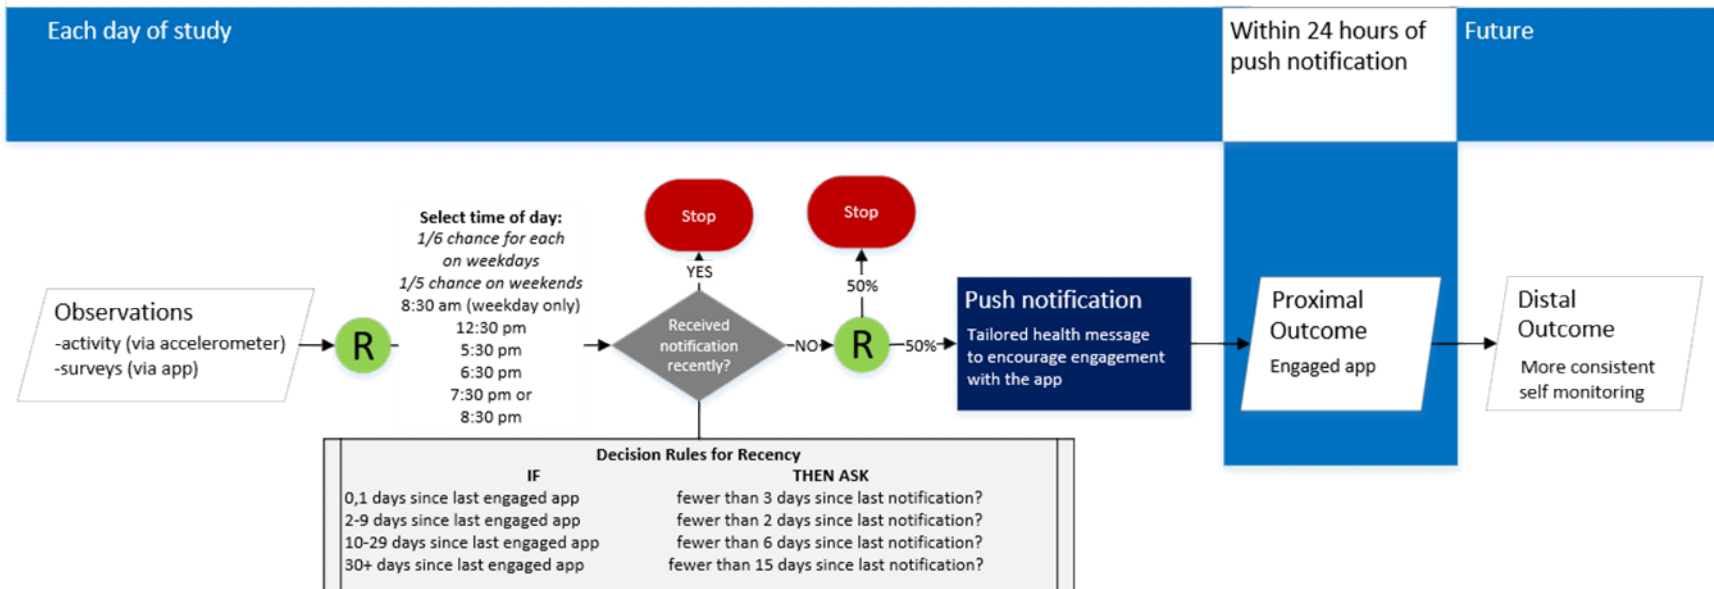 Each day of study
Within 24 hours of
push notification
Future
Observations
-activity (via accelerometer)
-surveys (via app)
R
Select time of day:
1/6 chance for each
on weekdays
1/5 chance on weekends
8:30 am (weekday only)
12:30 pm
5:30 pm
6:30 pm
7:30 pm or
8:30 pm
Stop
YES
Received
notification
recently?
NO
Stop
50%
R
50%
Push notification
Tailored health message
to encourage engagement
with the app
Proximal
Outcome
Engaged app
Distal
Outcome
More consistent
self monitoring
Decision Rules for Recency
IF THEN ASK
0,1 days since last engaged app fewer than 3 days since last notification?
2-9 days since last engaged app fewer than 2 days since last notification?
10-29 days since last engaged app fewer than 6 days since last notification?
30+ days since last engaged app fewer than 15 days since last notification?